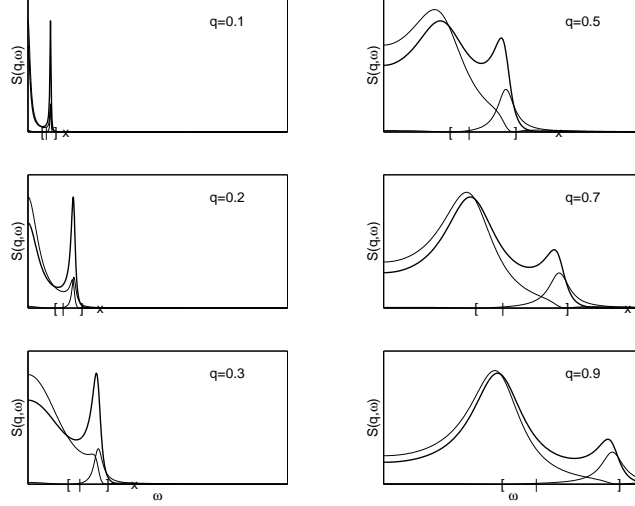 q=0.1
S(q,ω)
[ | ] x
q=0.2
S(q,ω)
[ | ] x
q=0.3
S(q,ω)
[ | ] x
ω
q=0.5
S(q,ω)
[ | ] x
q=0.7
S(q,ω)
[ | ] x
q=0.9
S(q,ω)
[ | ]
ω